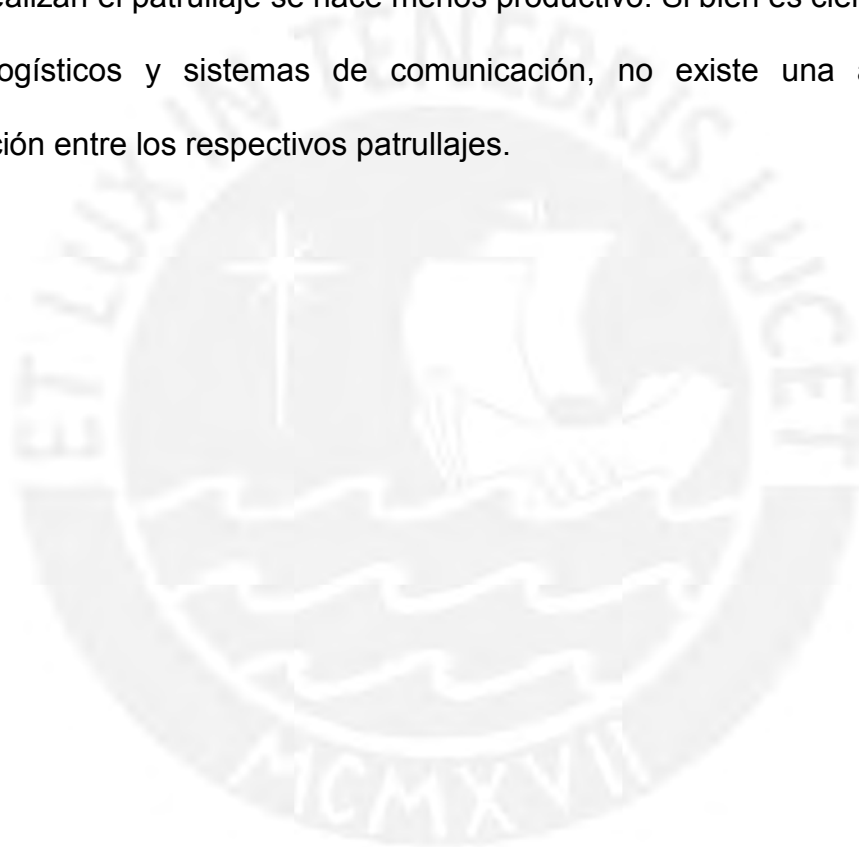 ealizan el patrullaje se hace menos productivo. Si bien es cier
ogísticos y sistemas de comunicación, no existe una a
ción entre los respectivos patrullajes.
ET LUX IN TENEBRIS LUCET
MCMXVII